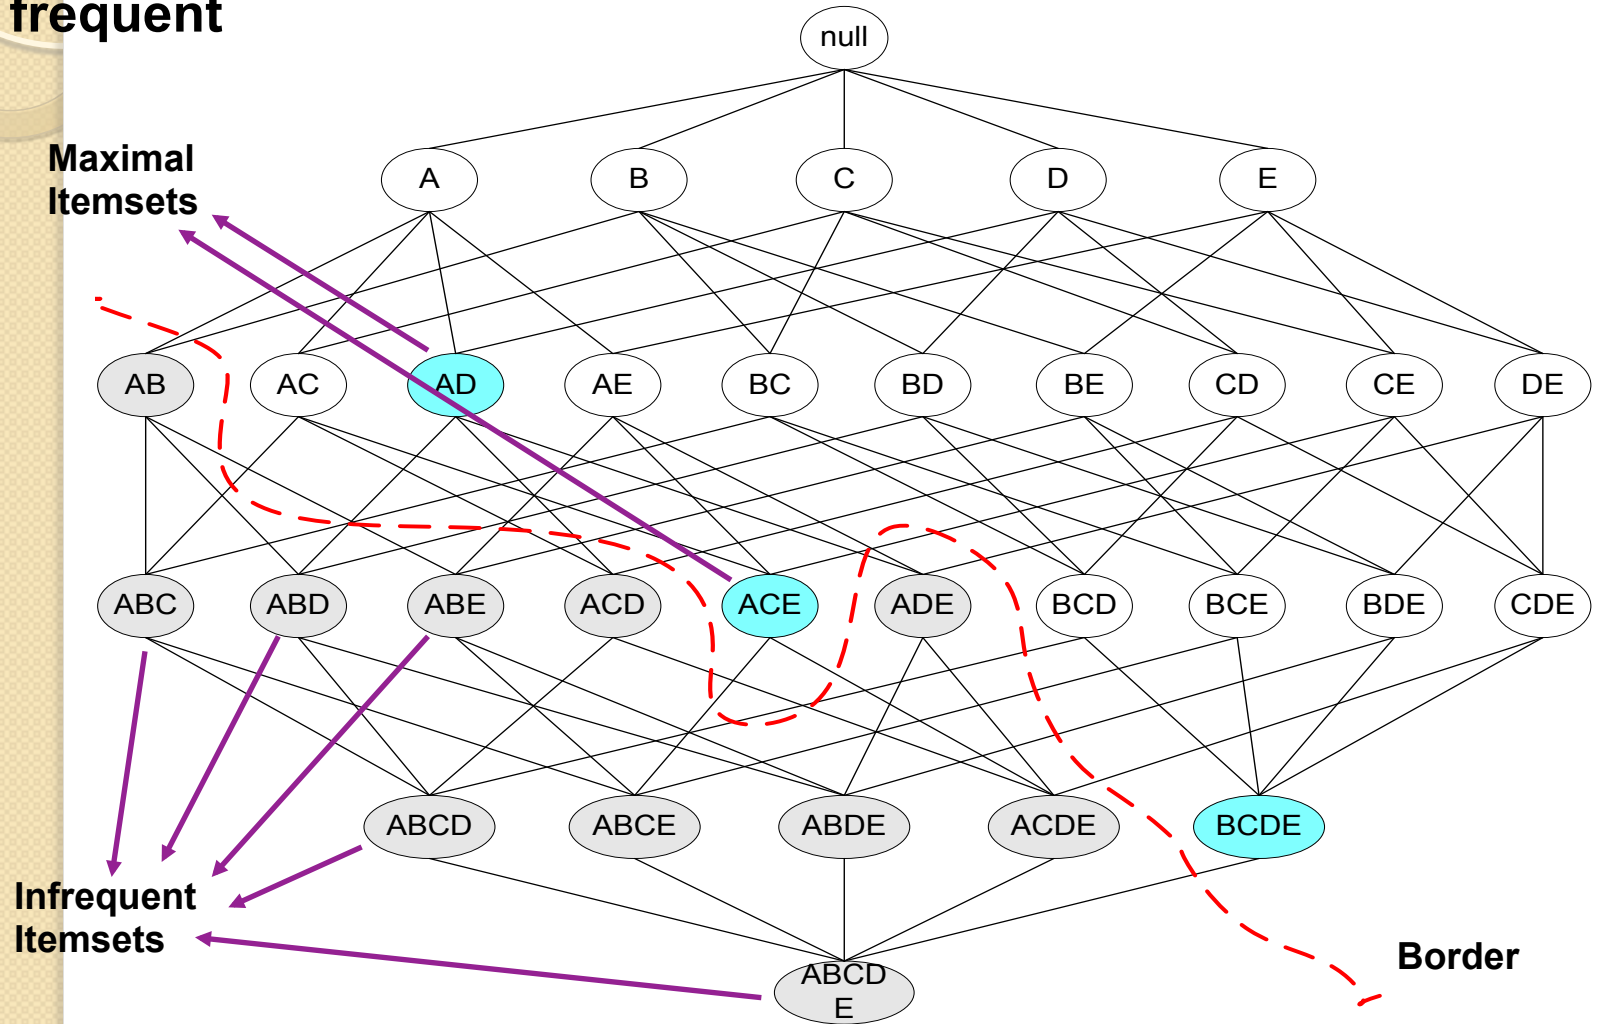 frequent
null
Maximal
Itemsets
A
B
C
D
E
AB
AC
AD
AE
BC
BD
BE
CD
CE
DE
ABC
ABD
ABE
ACD
ACE
ADE
BCD
BCE
BDE
CDE
ABCD
ABCE
ABDE
ACDE
BCDE
Infrequent
Itemsets
Border
ABCD
E